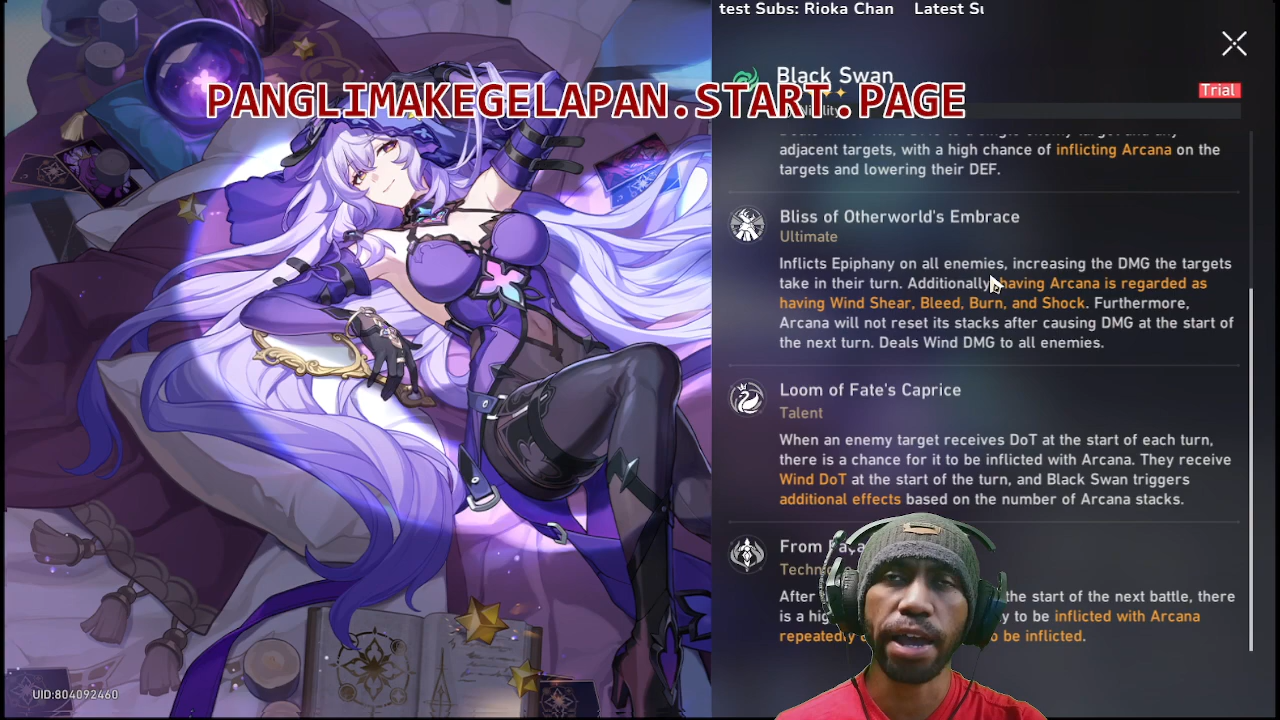 test Subs: Rioka Chan Latest Su
Black Swan
PANGLIMAKEGELAPAN.START.PAGE
Trial
Nihility
adjacent targets, with a high chance of inflicting Arcana on the
targets and lowering their DEF.
Bliss of Otherworld's Embrace
Ultimate
Inflicts Epiphany on all enemies, increasing the DMG the targets
take in their turn. Additionally, having Arcana is regarded as
having Wind Shear, Bleed, Burn, and Shock. Furthermore,
Arcana will not reset its stacks after causing DMG at the start of
the next turn. Deals Wind DMG to all enemies.
Loom of Fate's Caprice
Talent
When an enemy target receives DoT at the start of each turn,
there is a chance for it to be inflicted with Arcana. They receive
Wind DoT at the start of the turn, and Black Swan triggers
additional effects based on the number of Arcana stacks.
From
Technique
After the start of the next battle, there
is a to be inflicted with Arcana
repeatedly to be inflicted.
UID:804092460